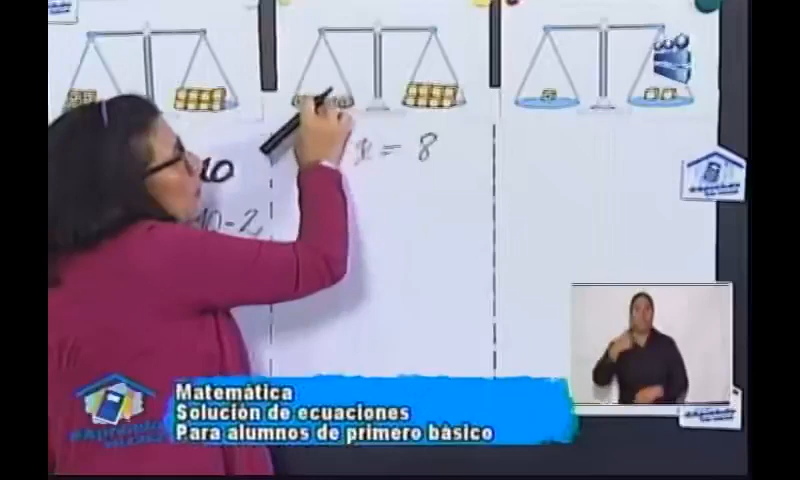 10
x = 8
10-2
Matemática
Solución de ecuaciones
Para alumnos de primero básico